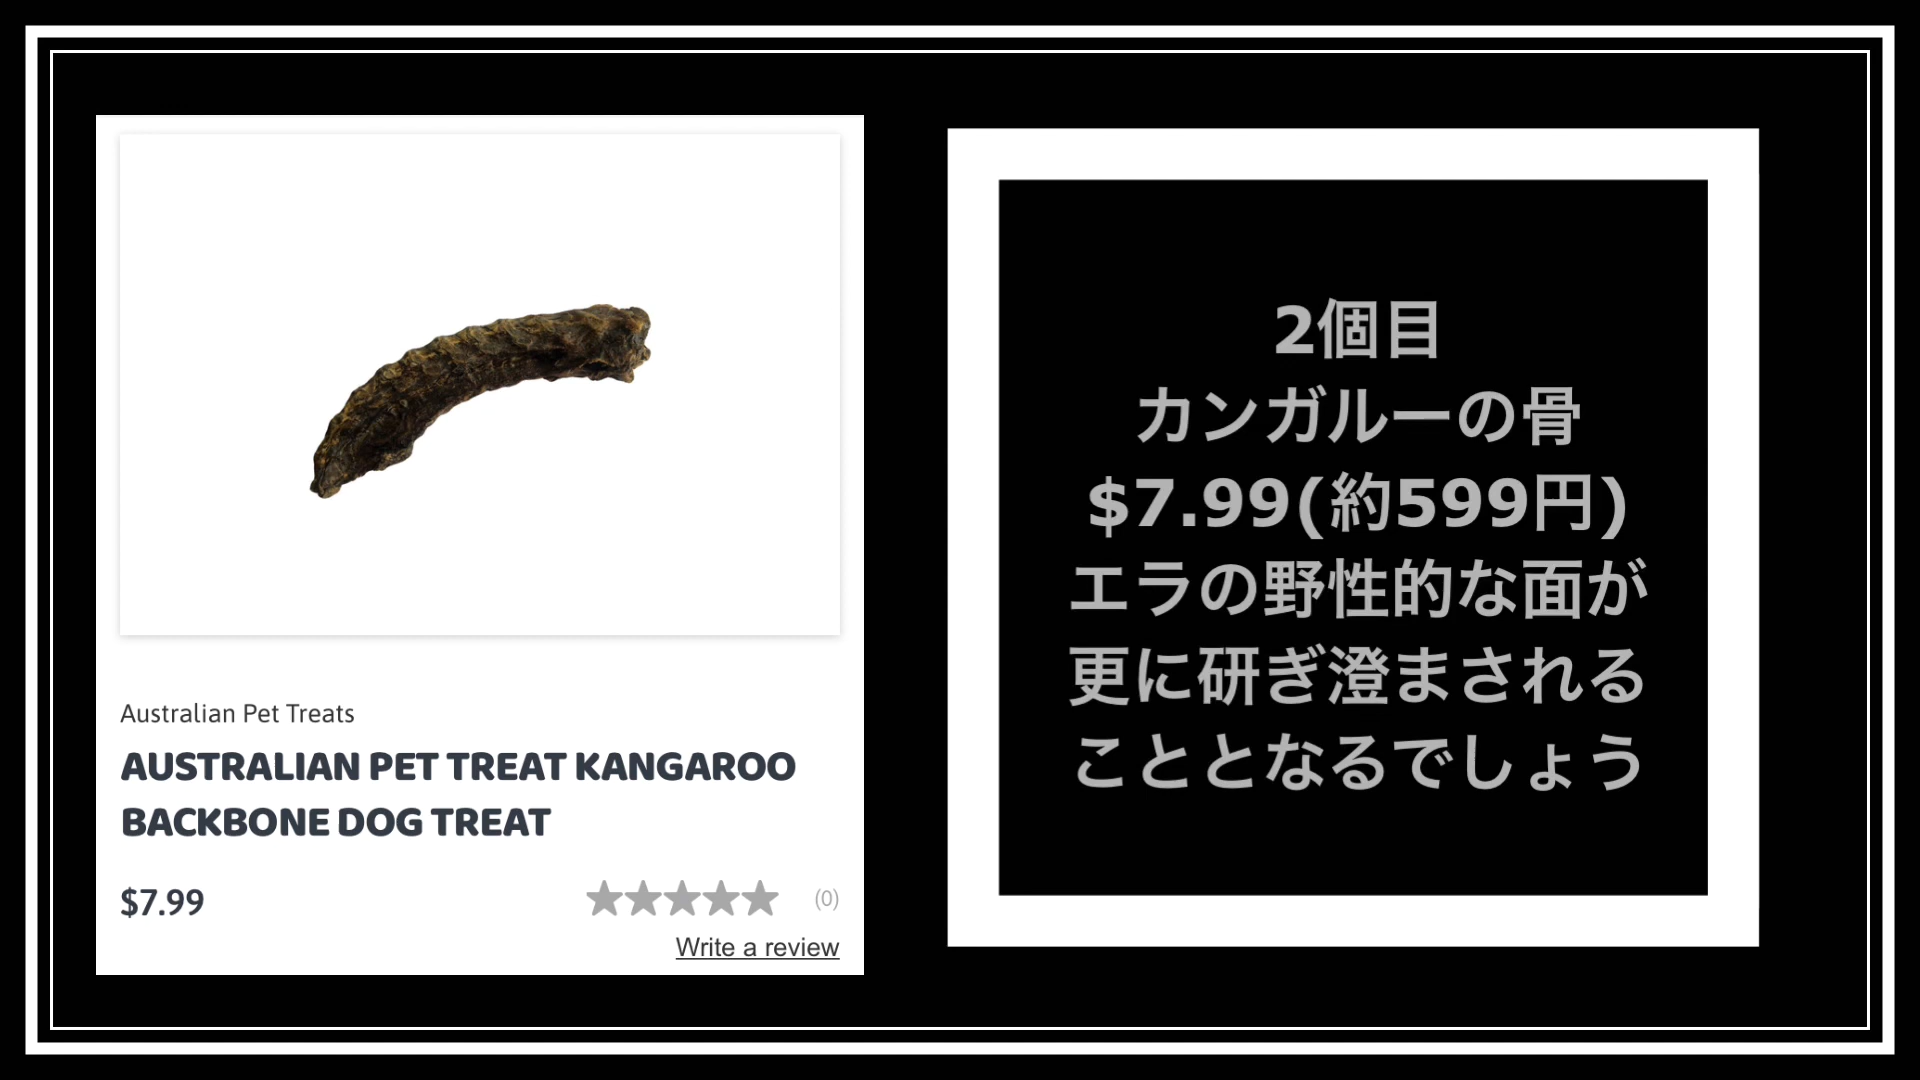 Australian Pet Treats
AUSTRALIAN PET TREAT KANGAROO
BACKBONE DOG TREAT
$7.99
(0)
Write a review
2個目
カンガルーの骨
$7.99(約599円)
エラの野性的な面が
更に研ぎ澄まされる
こととなるでしょう